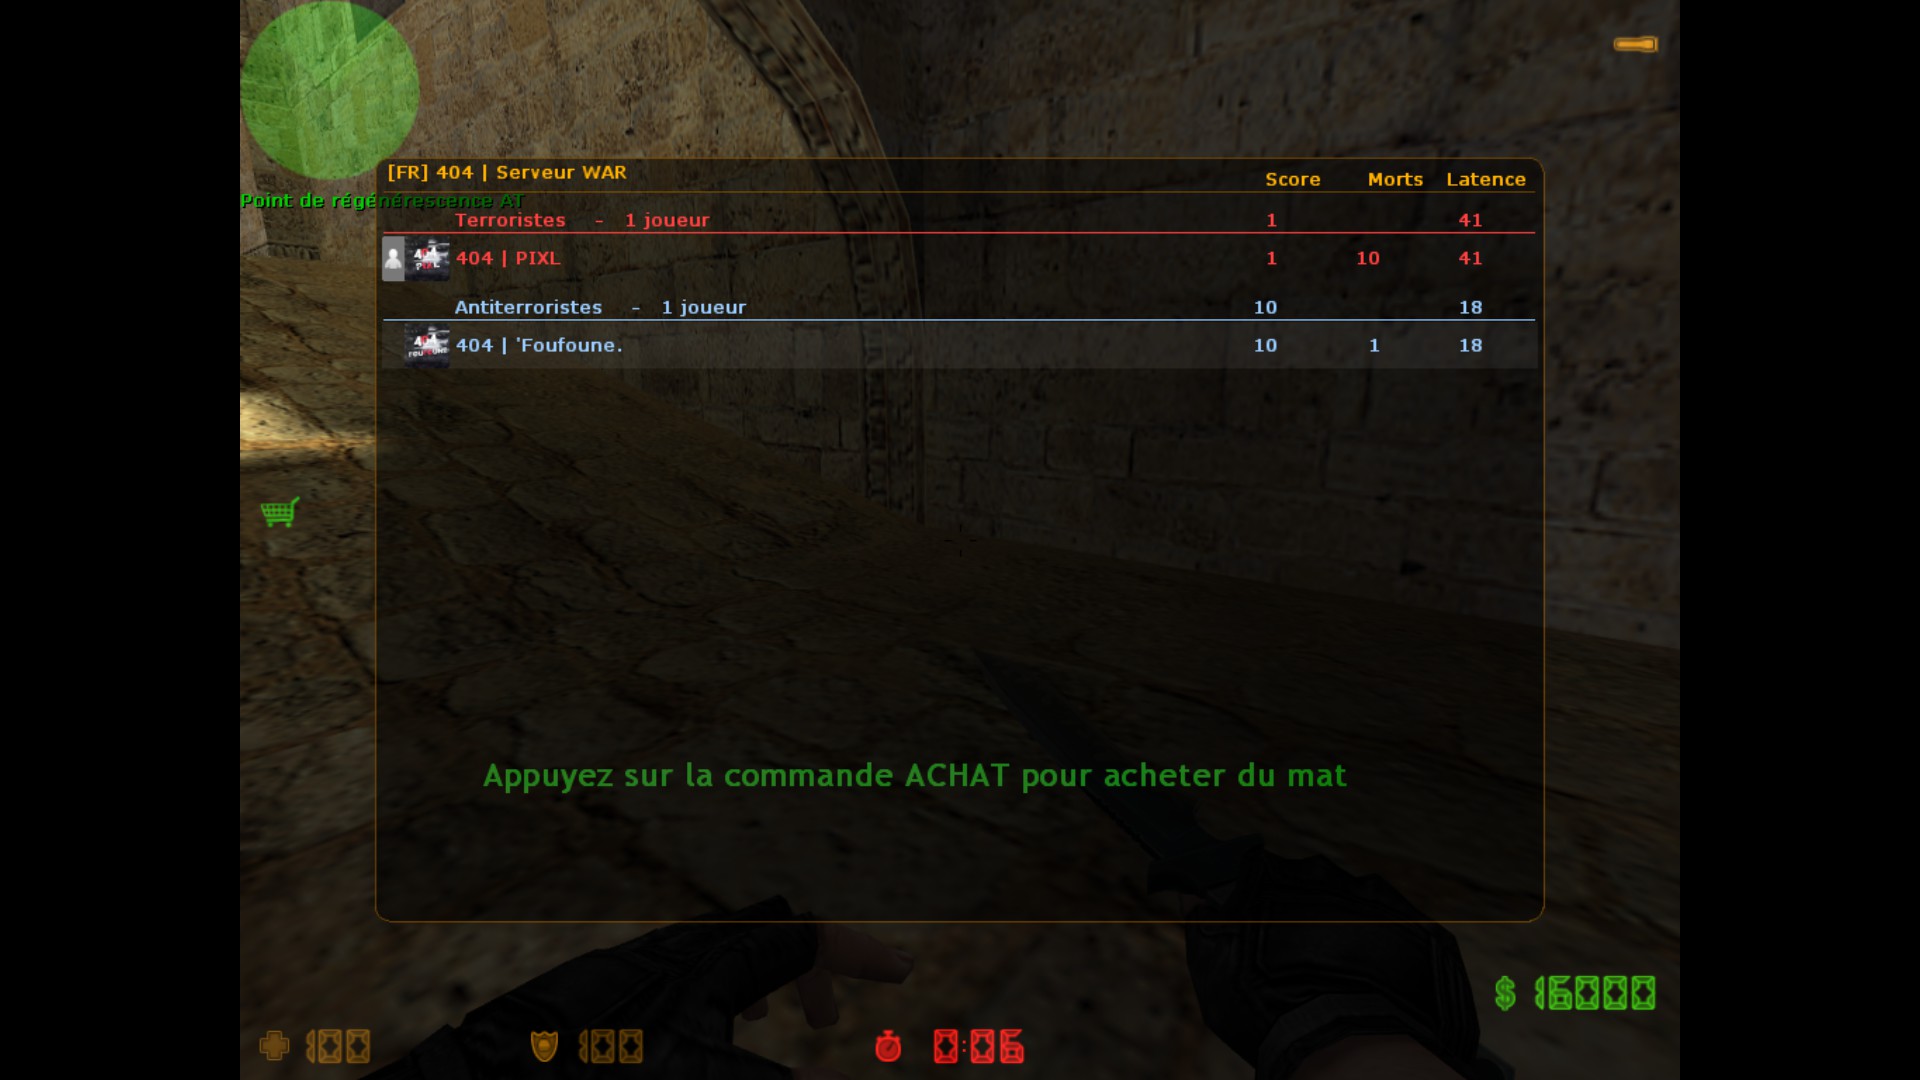 [FR] 404 | Serveur WAR Score Morts Latence
Point de régénérescence AT
Terroristes - 1 joueur 1 41
404 | PIXL 1 10 41
Antiterroristes - 1 joueur 10 18
404 | 'Foufoune. 10 1 18
Appuyez sur la commande ACHAT pour acheter du mat
$ 16000
100 100 0:06